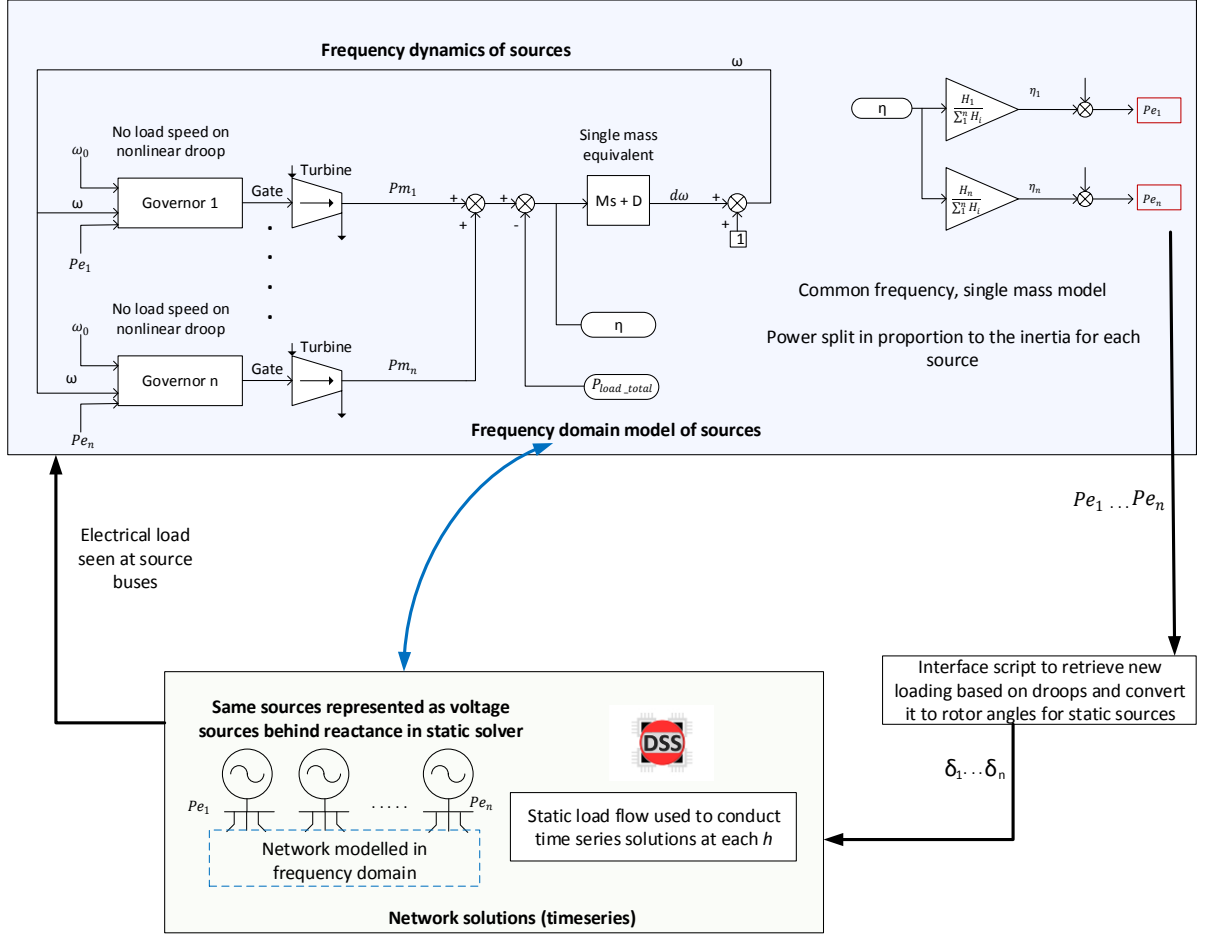 Frequency dynamics of sources
ω
No load speed on
nonlinear droop
ω₀
ω
Pe₁
Governor 1
Gate
Turbine
Pm₁
+
+
+
-
Single mass
equivalent
Ms + D
dω
+
+
1
η
P_load_total
No load speed on
nonlinear droop
ω₀
ω
Peₙ
Governor n
Gate
Turbine
Pmₙ
η
H₁
∑₁ⁿ Hᵢ
η₁
Pe₁
Hₙ
∑₁ⁿ Hᵢ
ηₙ
Peₙ
Common frequency, single mass model
Power split in proportion to the inertia for each
source
Frequency domain model of sources
Electrical load
seen at source
buses
Pe₁ ... Peₙ
Interface script to retrieve new
loading based on droops and convert
it to rotor angles for static sources
δ₁...δₙ
Same sources represented as voltage
sources behind reactance in static solver
Pe₁
.....
Peₙ
Network modelled in
frequency domain
DSS
Static load flow used to conduct
time series solutions at each h
Network solutions (timeseries)